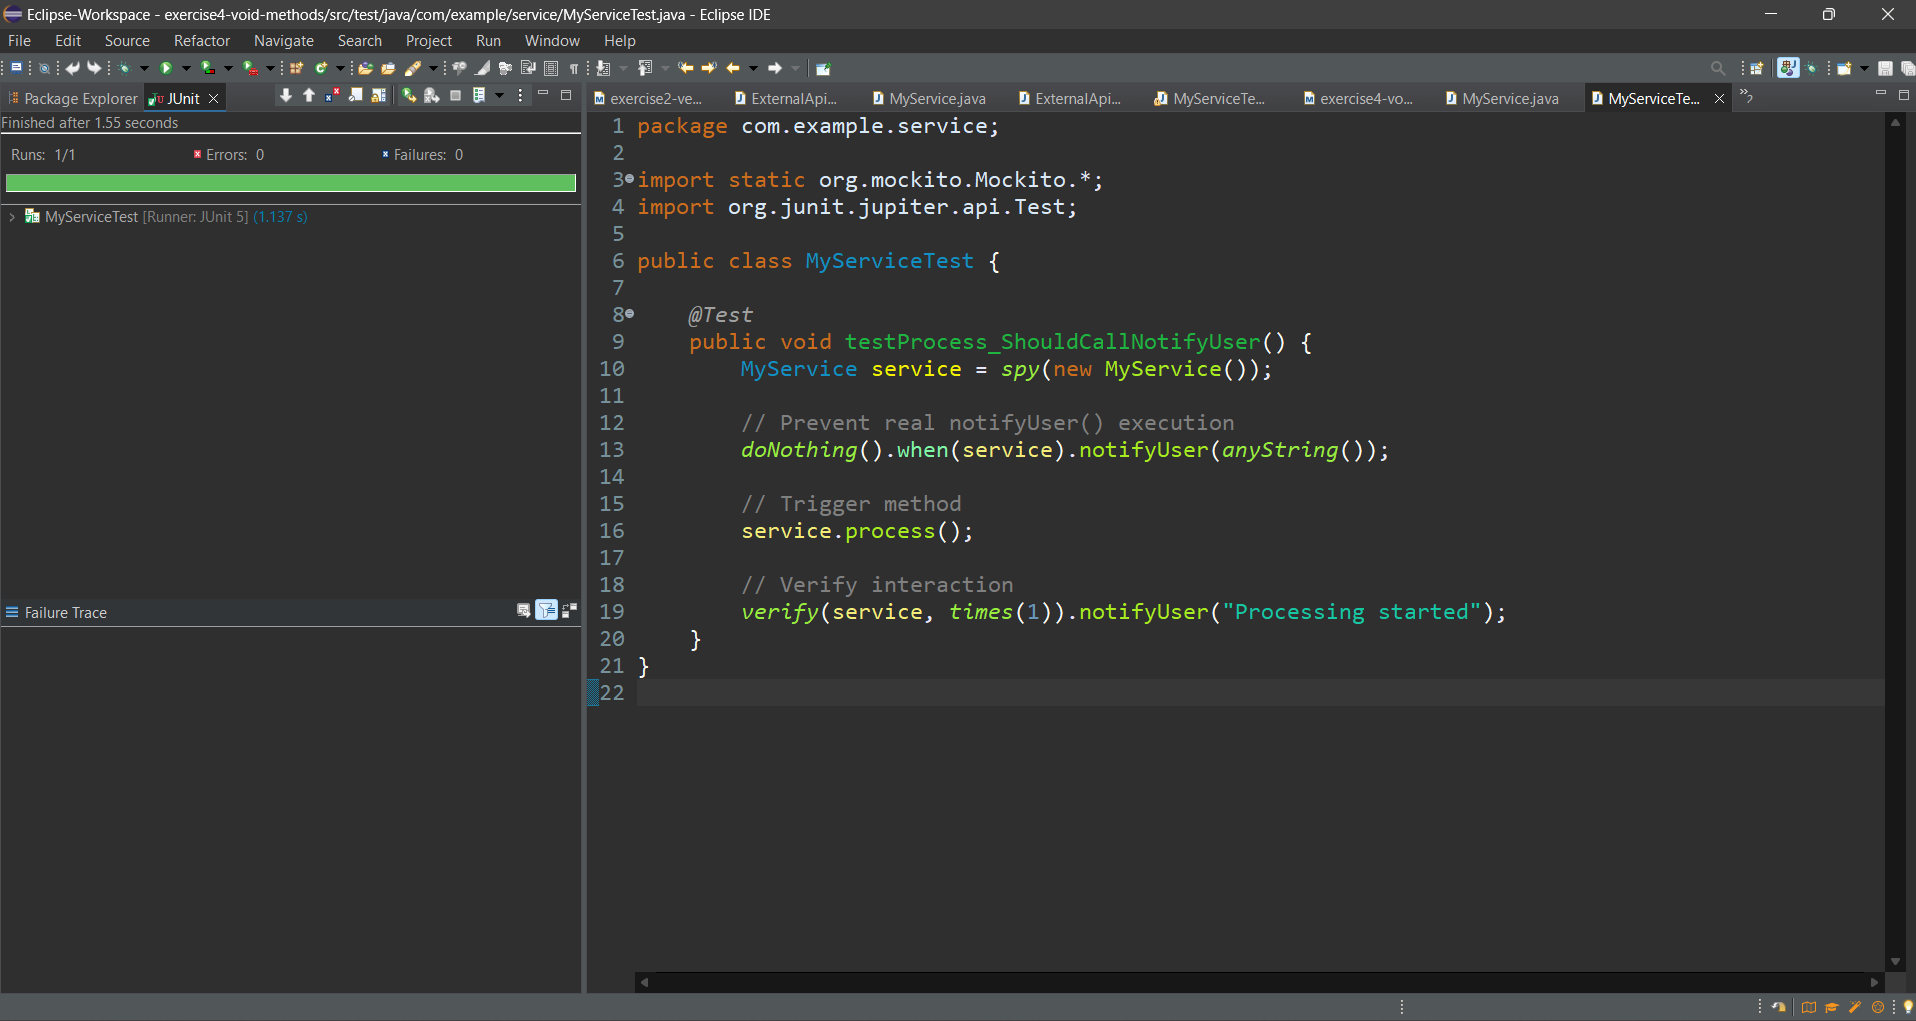 Eclipse-Workspace - exercise4-void-methods/src/test/java/com/example/service/MyServiceTest.java - Eclipse IDE
File Edit Source Refactor Navigate Search Project Run Window Help
Package Explorer JUnit
exercise2-ve... ExternalApi... MyService.java ExternalApi... MyServiceTe... exercise4-vo... MyService.java MyServiceTe... »2
Finished after 1.55 seconds
Runs: 1/1 Errors: 0 Failures: 0
MyServiceTest [Runner: JUnit 5] (1.137 s)
Failure Trace
1 package com.example.service;
2
3 import static org.mockito.Mockito.*;
4 import org.junit.jupiter.api.Test;
5
6 public class MyServiceTest {
7
8 @Test
9 public void testProcess_ShouldCallNotifyUser() {
10 MyService service = spy(new MyService());
11
12 // Prevent real notifyUser() execution
13 doNothing().when(service).notifyUser(anyString());
14
15 // Trigger method
16 service.process();
17
18 // Verify interaction
19 verify(service, times(1)).notifyUser("Processing started");
20 }
21 }
22